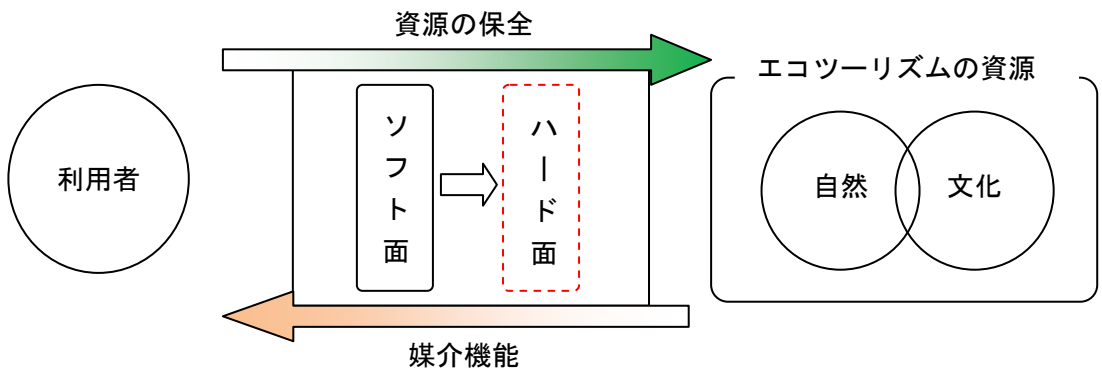 資源の保全
エコツーリズムの資源
利用者
ソフト面
ハード面
自然
文化
媒介機能